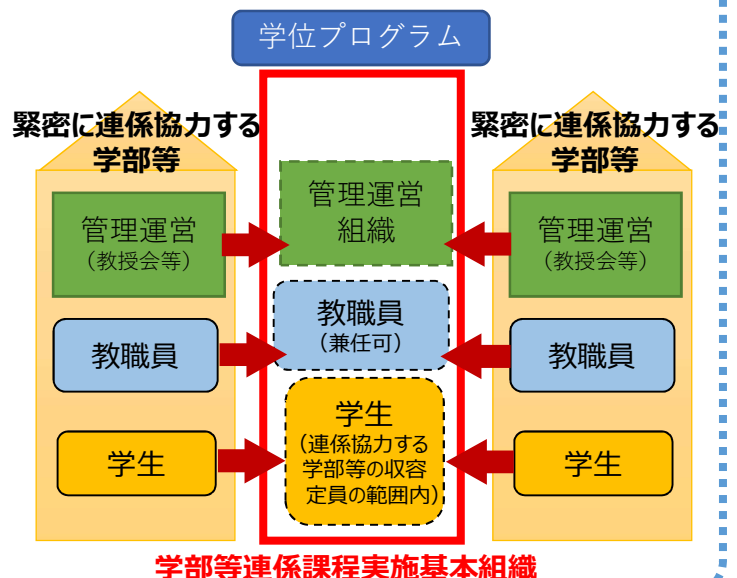 学位プログラム
緊密に連係協力する
学部等
管理運営
（教授会等）
教職員
学生
管理運営
組織
教職員
（兼任可）
学生
（連係協力する
学部等の収容
定員の範囲内）
緊密に連係協力する
学部等
管理運営
（教授会等）
教職員
学生
学部等連係課程実施基本組織